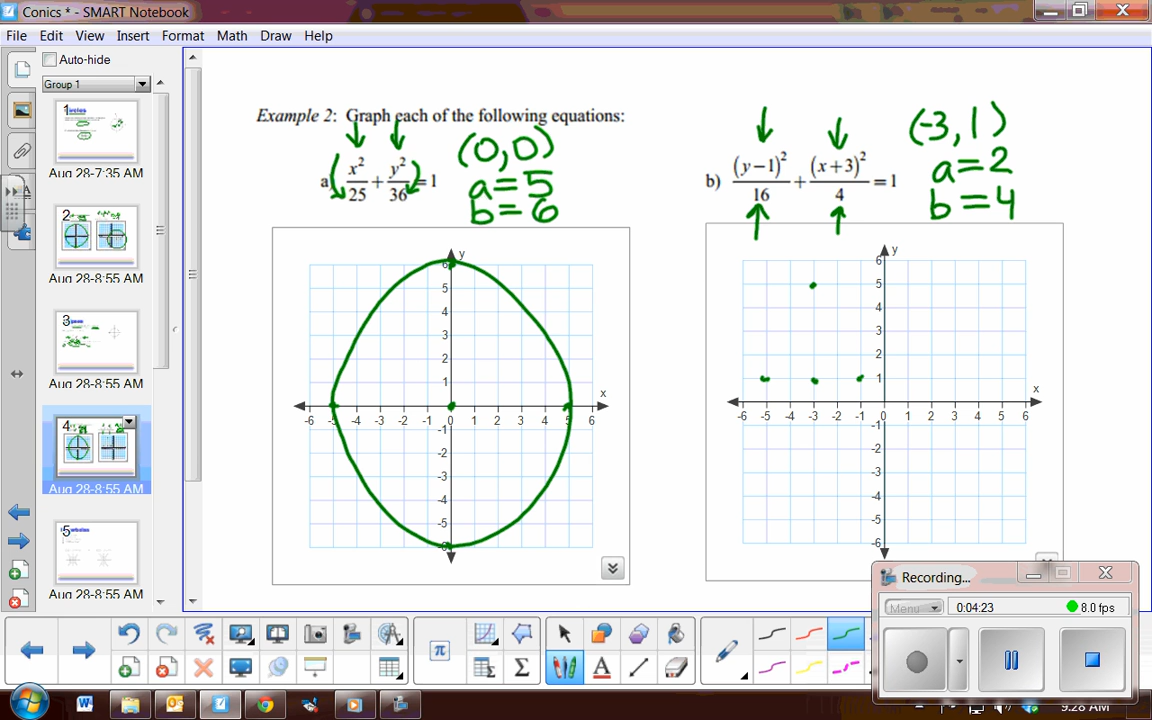 Conics * - SMART Notebook
File Edit View Insert Format Math Draw Help
Auto-hide
Group 1
1
Aug 28-7:35 AM
2
Aug 28-8:55 AM
3
Aug 28-8:55 AM
4
Aug 28-8:55 AM
5
Aug 28-8:55 AM
Example 2: Graph each of the following equations:
a) x²/25 + y²/36 = 1
(0,0)
a=5
b=6
b) (y−1)²/16 + (x+3)²/4 = 1
(-3,1)
a=2
b=4
y
6
5
4
3
2
1
x
-6 -5 -4 -3 -2 -1 0 1 2 3 4 5 6
-1
-2
-3
-4
-5
-6
y
6
5
4
3
2
1
x
-6 -5 -4 -3 -2 -1 0 1 2 3 4 5 6
-1
-2
-3
-4
-5
-6
Recording...
Menu 0:04:23 8.0 fps
π Σ A
9:28 AM